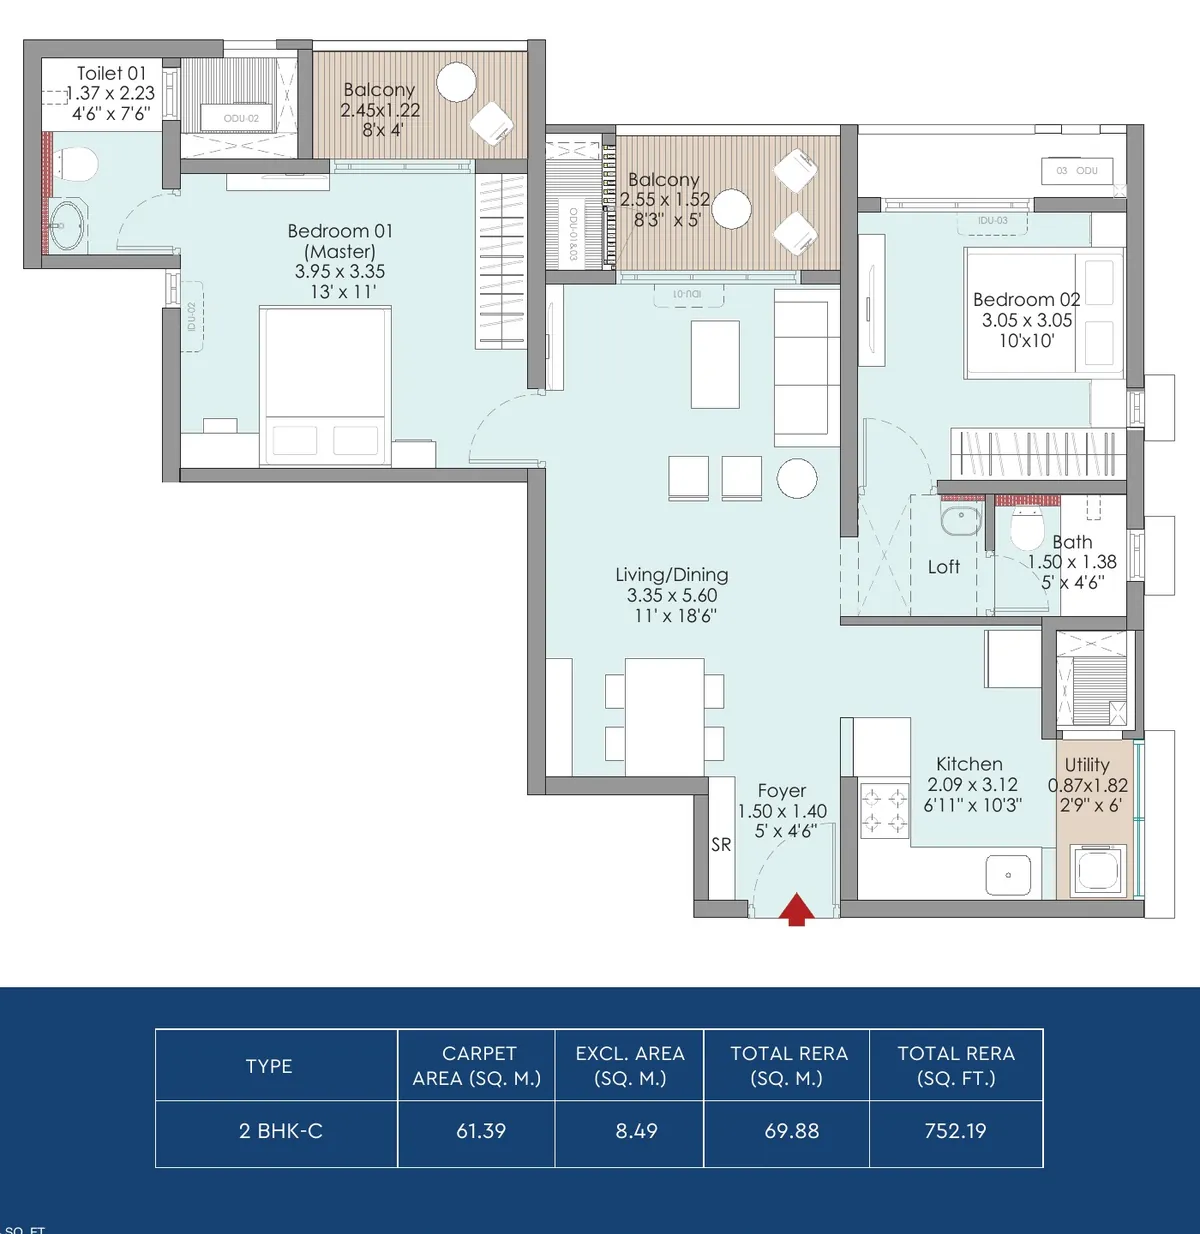 Toilet 01
1.37 x 2.23
4'6" x 7'6"
ODU-02
Balcony
2.45x1.22
8'x 4'
Balcony
2.55 x 1.52
8'3" x 5'
ODU-01&03
03 ODU
IDU-03
Bedroom 01
(Master)
3.95 x 3.35
13' x 11'
IDU-02
IDU-01
Bedroom 02
3.05 x 3.05
10'x10'
Loft
Bath
1.50 x 1.38
5' x 4'6"
Living/Dining
3.35 x 5.60
11' x 18'6"
Kitchen
2.09 x 3.12
6'11" x 10'3"
Utility
0.87x1.82
2'9" x 6'
Foyer
1.50 x 1.40
5' x 4'6"
SR
TYPE
CARPET
AREA (SQ. M.)
EXCL. AREA
(SQ. M.)
TOTAL RERA
(SQ. M.)
TOTAL RERA
(SQ. FT.)
2 BHK-C
61.39
8.49
69.88
752.19
SQ. FT.